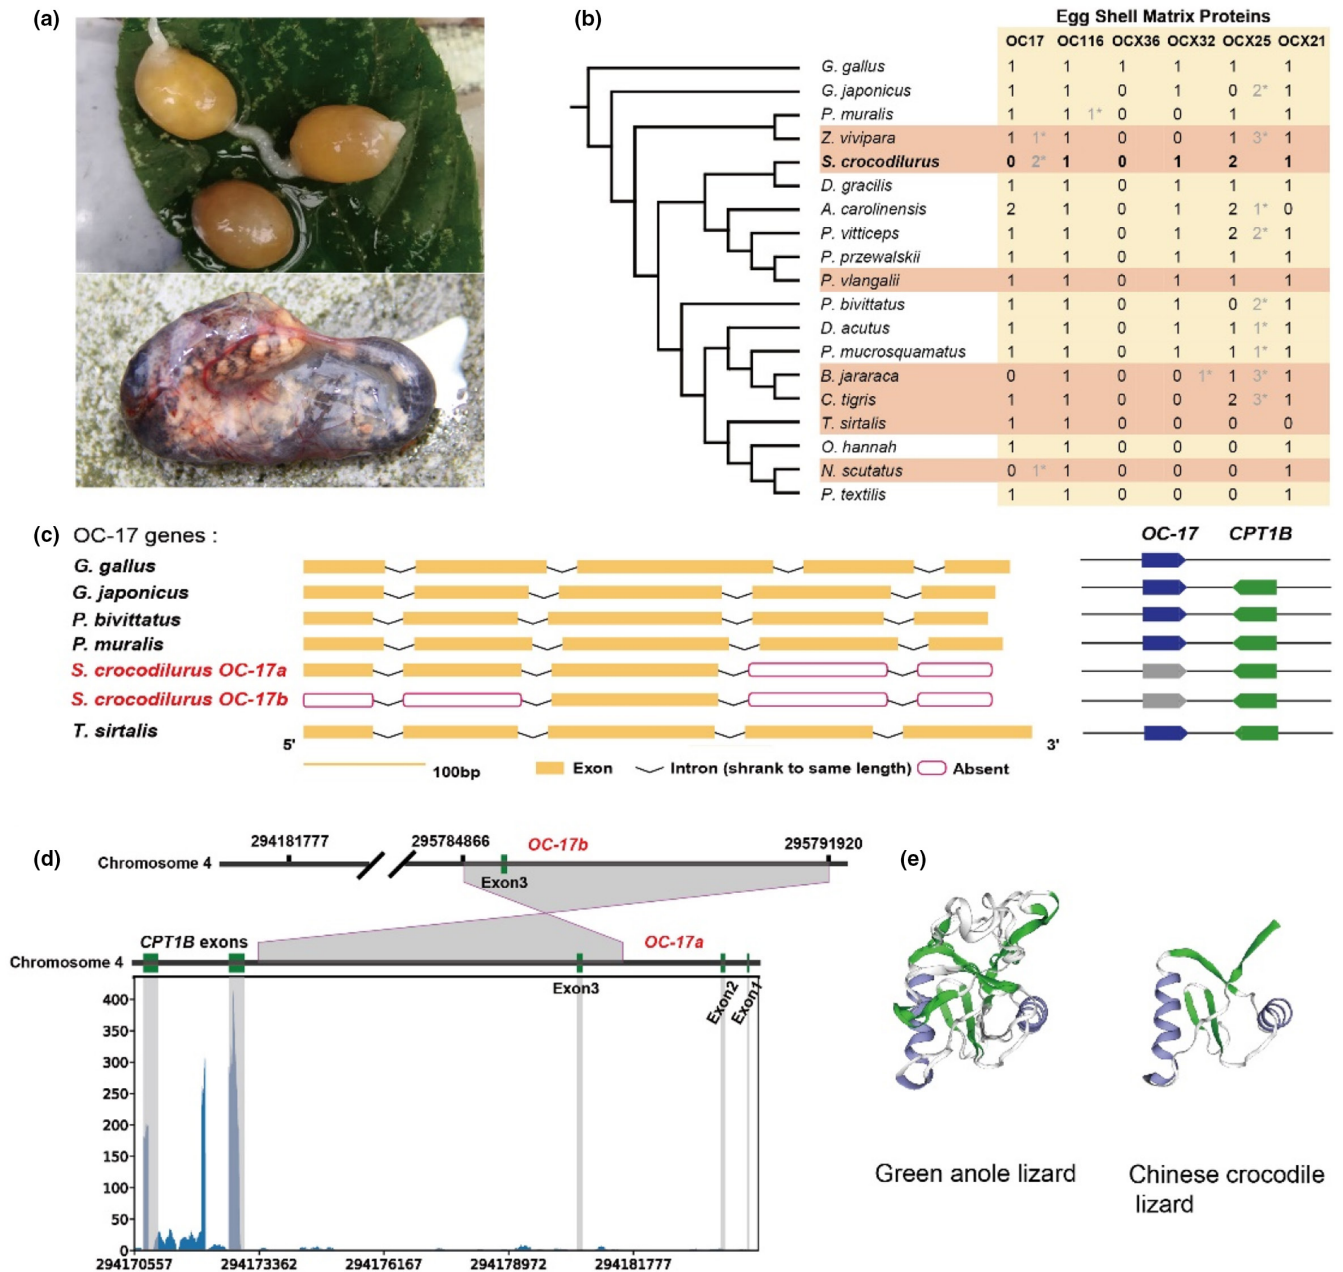 (a)
(b)
Egg Shell Matrix Proteins
OC17 OC116 OCX36 OCX32 OCX25 OCX21
G. gallus 1 1 1 1 1 1
G. japonicus 1 1 0 1 0 2* 1
P. muralis 1 1 1* 0 0 1 1
Z. vivipara 1 1* 1 0 0 1 3* 1
S. crocodilurus 0 2* 1 0 1 2 1
D. gracilis 1 1 0 1 1 1
A. carolinensis 2 1 0 1 2 1* 0
P. vitticeps 1 1 0 1 2 2* 1
P. przewalskii 1 1 0 1 1 1
P. vlangalii 1 1 0 1 1 1
P. bivittatus 1 1 0 1 0 2* 1
D. acutus 1 1 0 1 1 1* 1
P. mucrosquamatus 1 1 0 1 1 1* 1
B. jararaca 0 1 0 0 1* 1 3* 1
C. tigris 1 1 0 0 2 3* 1
T. sirtalis 1 1 0 0 0 0
O. hannah 1 1 0 0 0 1
N. scutatus 0 1* 1 0 0 0 1
P. textilis 1 1 0 0 0 1
(c) OC-17 genes :
OC-17 CPT1B
G. gallus
G. japonicus
P. bivittatus
P. muralis
S. crocodilurus OC-17a
S. crocodilurus OC-17b
T. sirtalis
5' 3'
100bp Exon Intron (shrank to same length) Absent
(d)
294181777 295784866 OC-17b 295791920
Chromosome 4
Exon3
CPT1B exons OC-17a
Chromosome 4
Exon3 Exon2 Exon1
400
350
300
250
200
150
100
50
0
294170557 294173362 294176167 294178972 294181777
(e)
Green anole lizard
Chinese crocodile
lizard